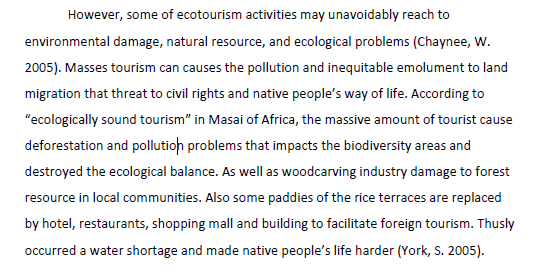 However, some of ecotourism activities may unavoidably reach to
environmental damage, natural resource, and ecological problems (Chaynee, W.
2005). Masses tourism can causes the pollution and inequitable emolument to land
migration that threat to civil rights and native people's way of life. According to
“ecologically sound tourism” in Masai of Africa, the massive amount of tourist cause
deforestation and pollution problems that impacts the biodiversity areas and
destroyed the ecological balance. As well as woodcarving industry damage to forest
resource in local communities. Also some paddies of the rice terraces are replaced
by hotel, restaurants, shopping mall and building to facilitate foreign tourism. Thusly
occurred a water shortage and made native people's life harder (York, S. 2005).